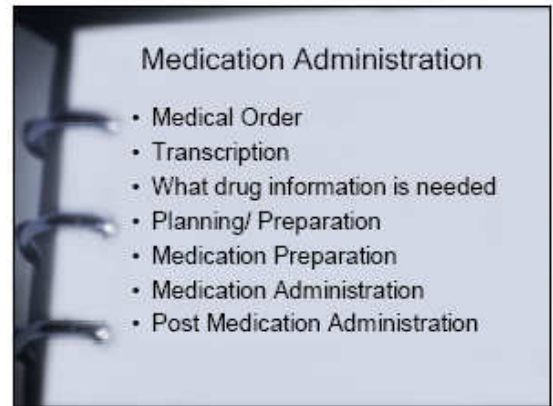 Medication Administration
• Medical Order
• Transcription
• What drug information is needed
• Planning/ Preparation
• Medication Preparation
• Medication Administration
• Post Medication Administration